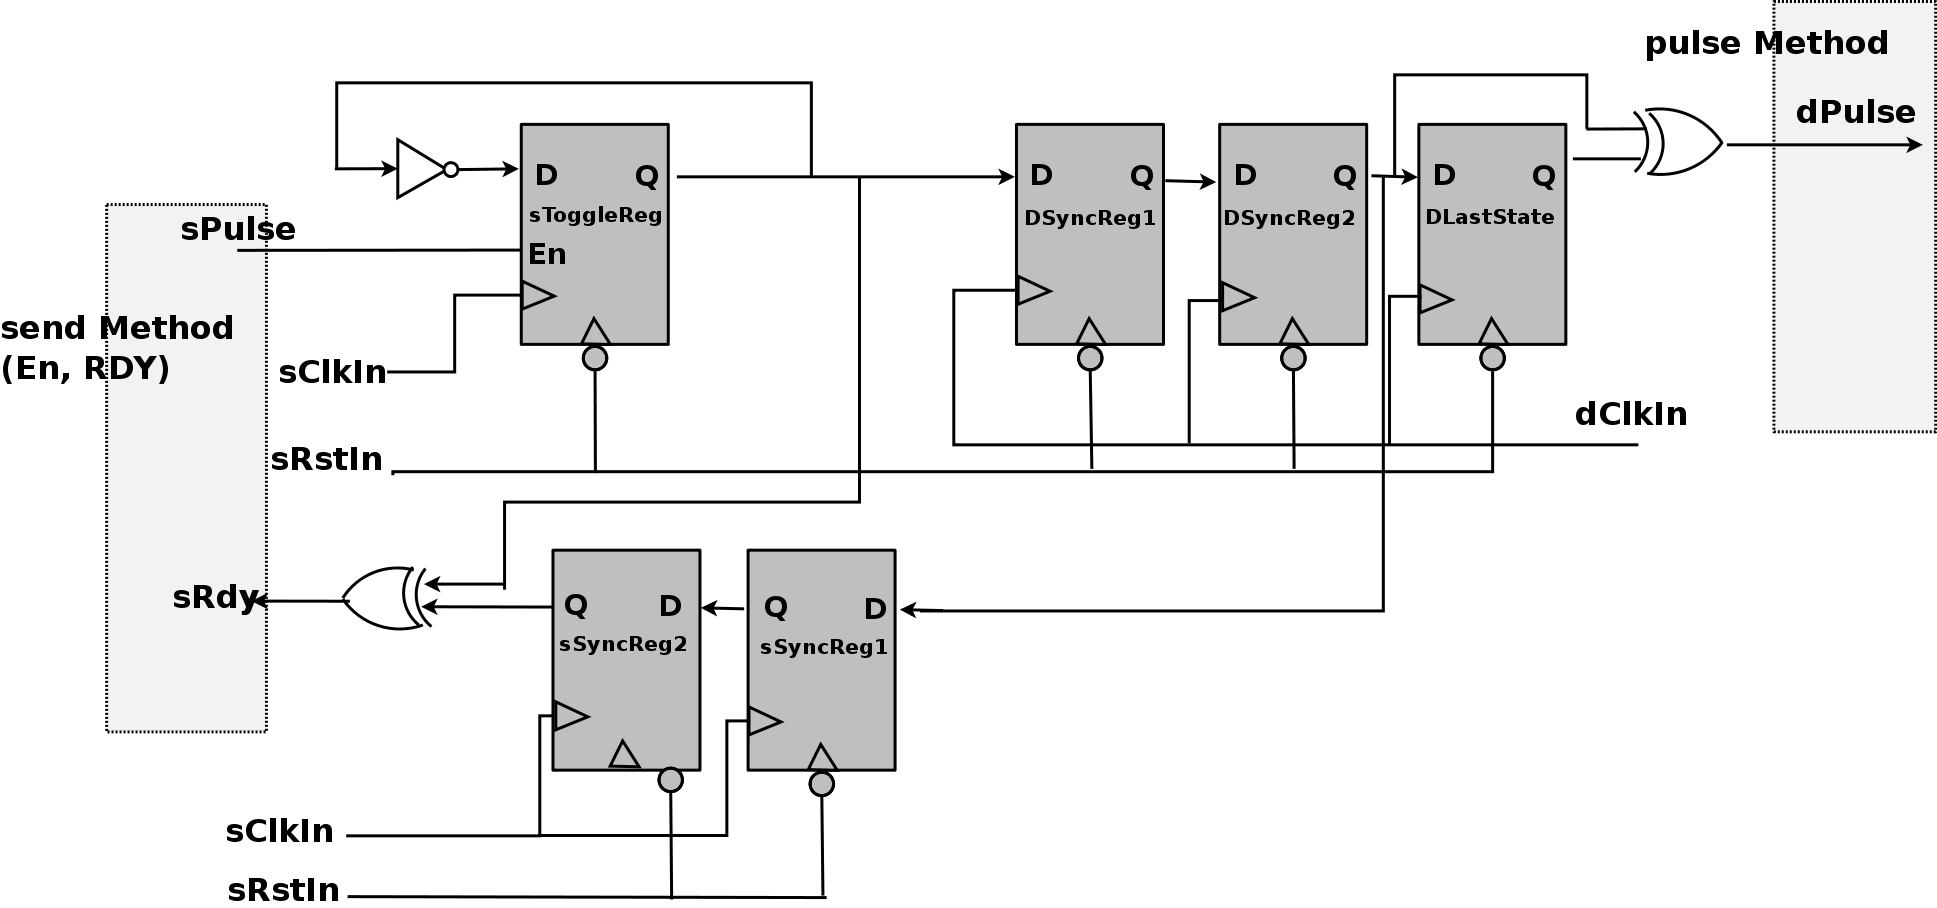 pulse Method
dPulse
D Q
sToggleReg
En
D Q
DSyncReg1
D Q
DSyncReg2
D Q
DLastState
sPulse
send Method
(En, RDY)
sClkIn
dClkIn
sRstIn
sRdy
Q D
sSyncReg2
Q D
sSyncReg1
sClkIn
sRstIn